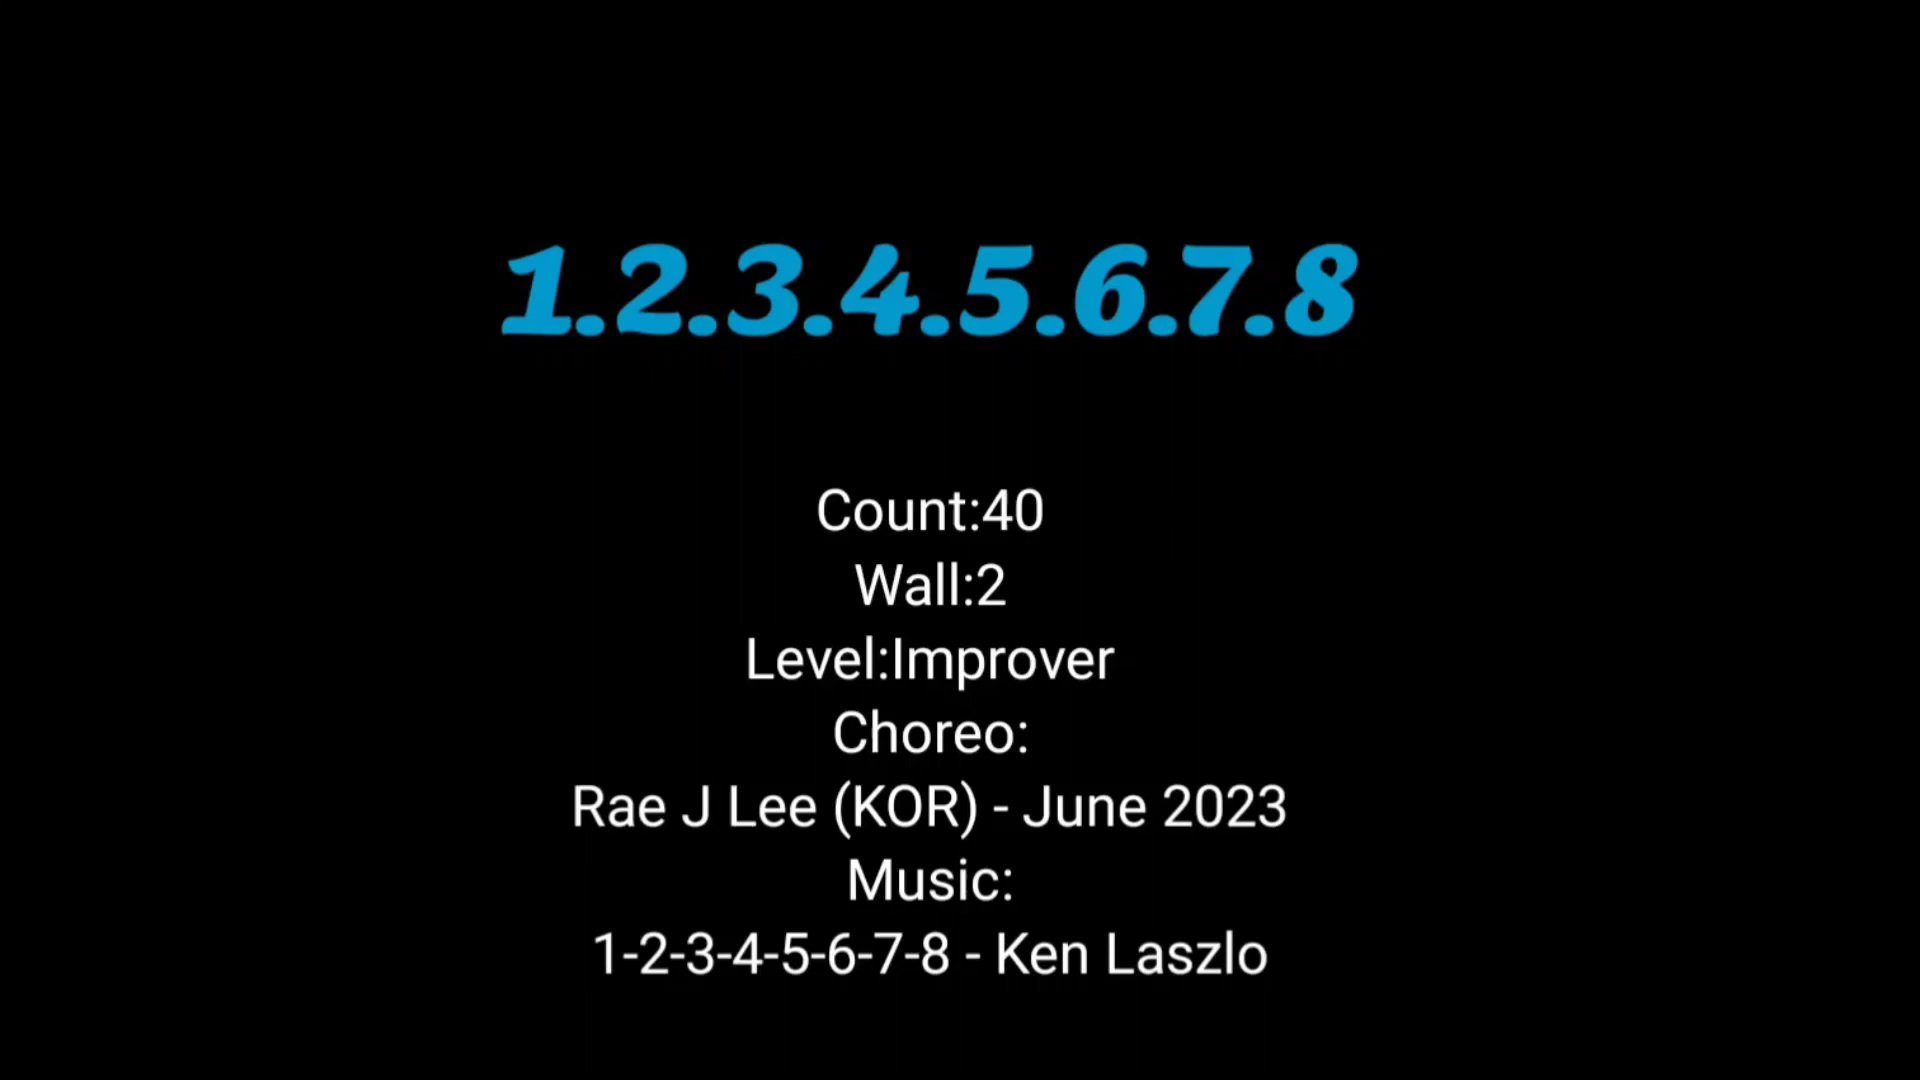 1.2.3.4.5.6.7.8
Count:40
Wall:2
Level:Improver
Choreo:
Rae J Lee (KOR) - June 2023
Music:
1-2-3-4-5-6-7-8 - Ken Laszlo